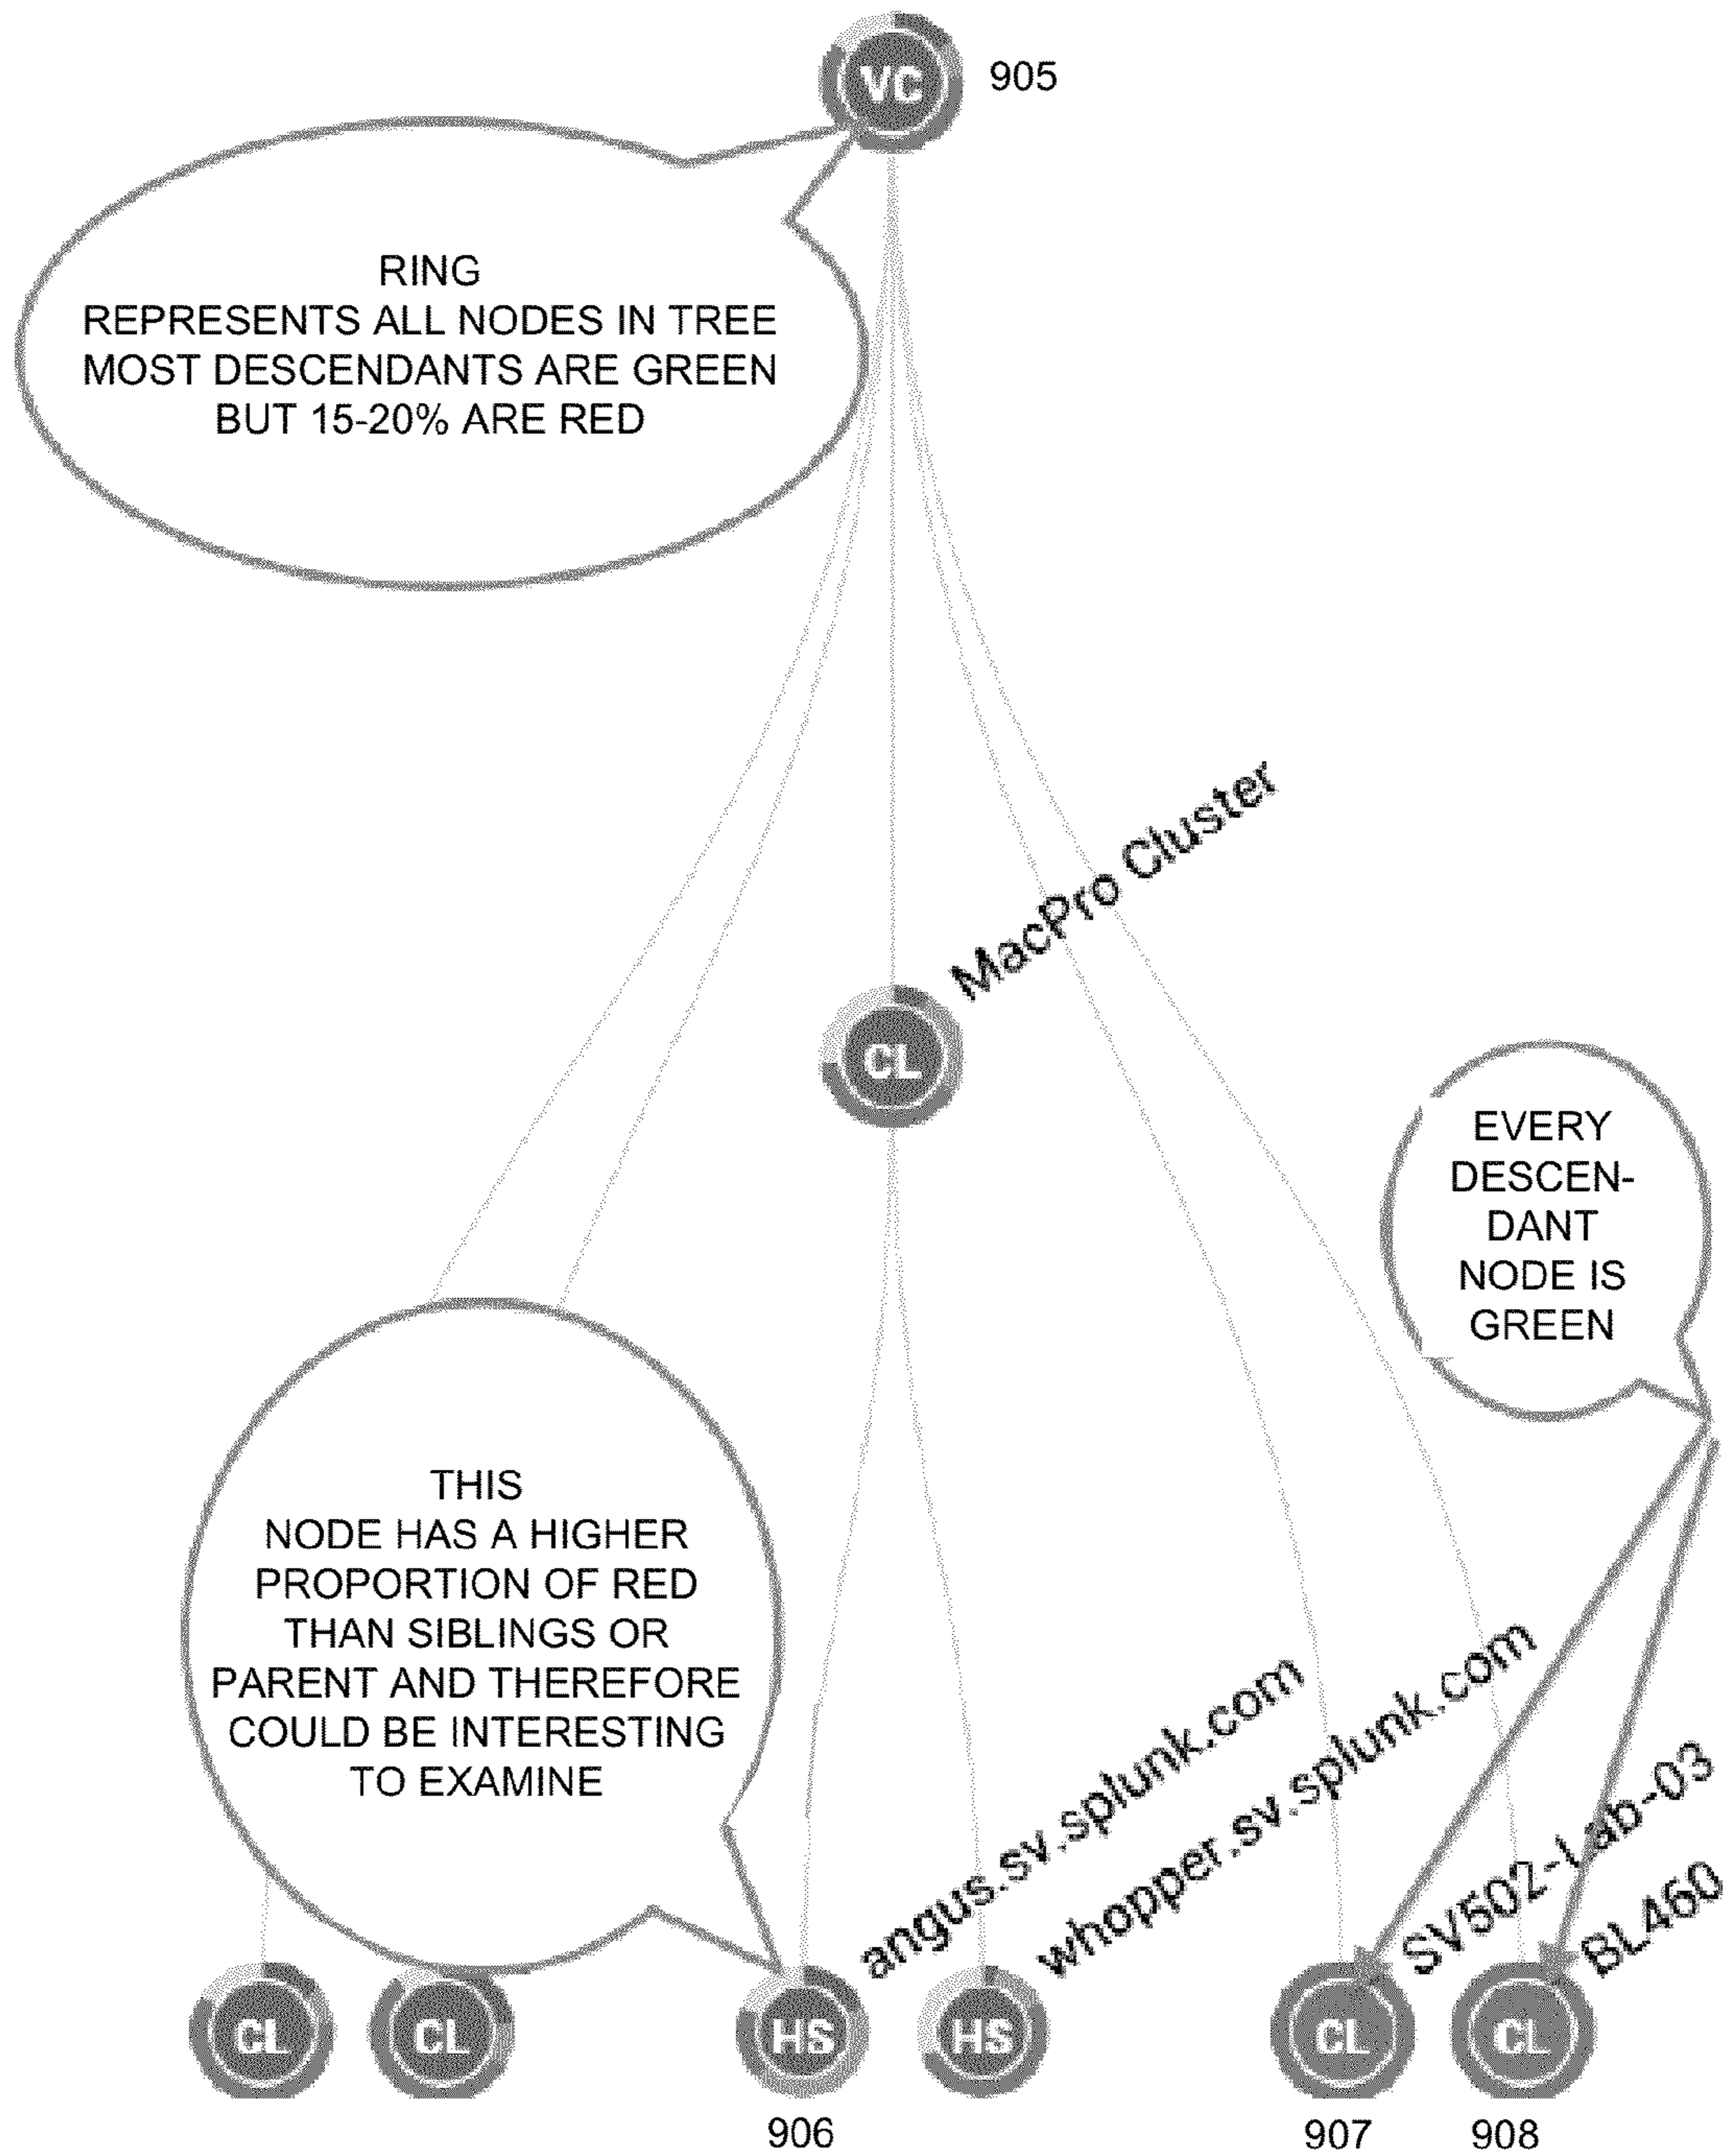 VC
905
RING
REPRESENTS ALL NODES IN TREE
MOST DESCENDANTS ARE GREEN
BUT 15-20% ARE RED
MacPro Cluster
CL
EVERY
DESCEN-
DANT
NODE IS
GREEN
THIS
NODE HAS A HIGHER
PROPORTION OF RED
THAN SIBLINGS OR
PARENT AND THEREFORE
COULD BE INTERESTING
TO EXAMINE
angus.sv.splunk.com
whopper.sv.splunk.com
SV502-Lab-03
BL460
CL
CL
HS
HS
CL
CL
906
907
908